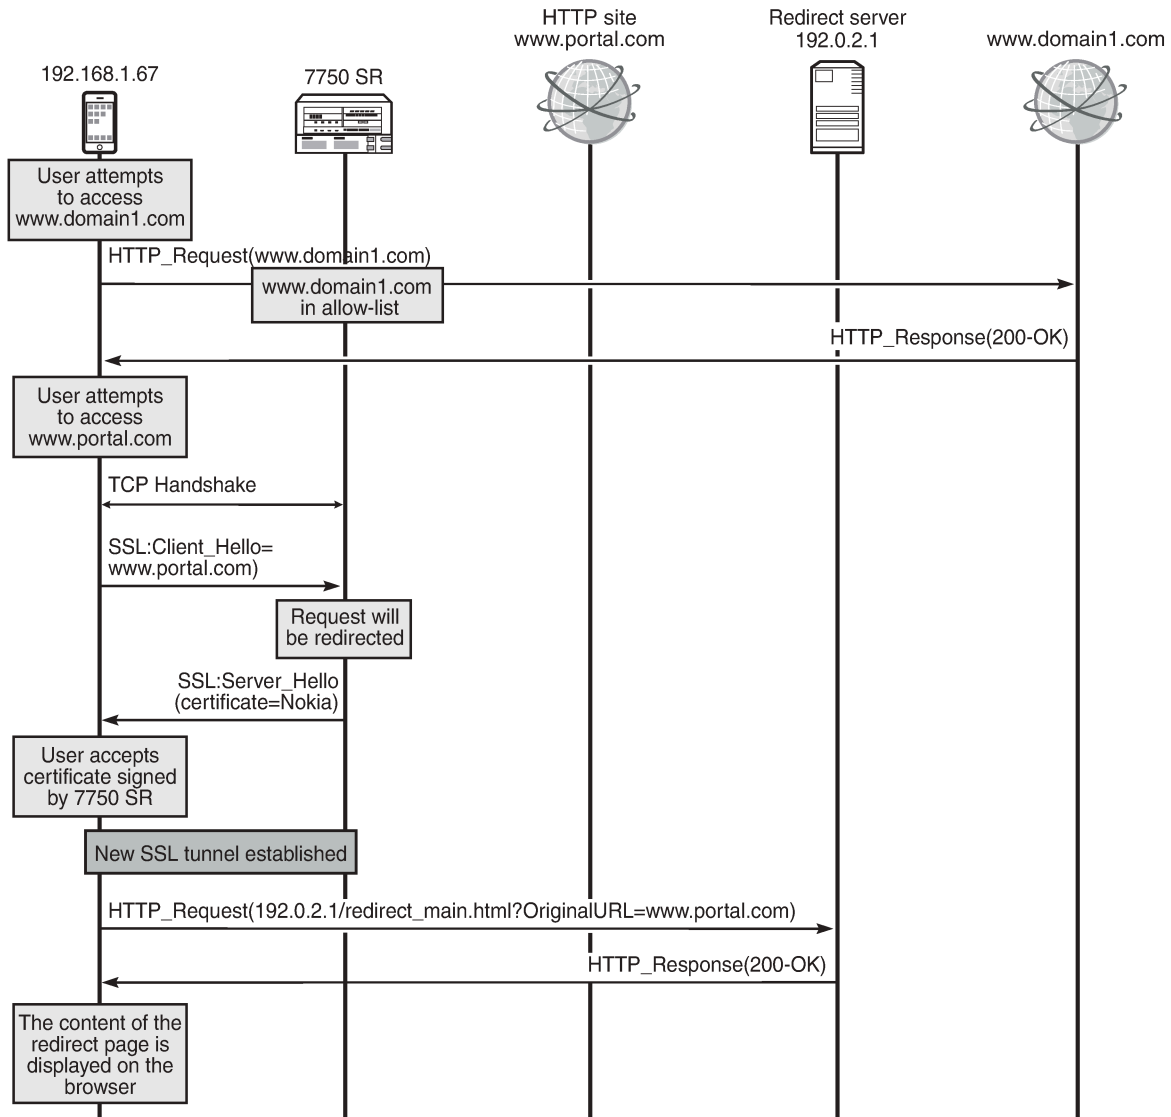 HTTP site
www.portal.com
Redirect server
192.0.2.1
www.domain1.com
192.168.1.67
7750 SR
User attempts
to access
www.domain1.com
HTTP_Request(www.domain1.com)
www.domain1.com
in allow-list
HTTP_Response(200-OK)
User attempts
to access
www.portal.com
TCP Handshake
SSL:Client_Hello=
www.portal.com)
Request will
be redirected
SSL:Server_Hello
(certificate=Nokia)
User accepts
certificate signed
by 7750 SR
New SSL tunnel established
HTTP_Request(192.0.2.1/redirect_main.html?OriginalURL=www.portal.com)
HTTP_Response(200-OK)
The content of the
redirect page is
displayed on the
browser